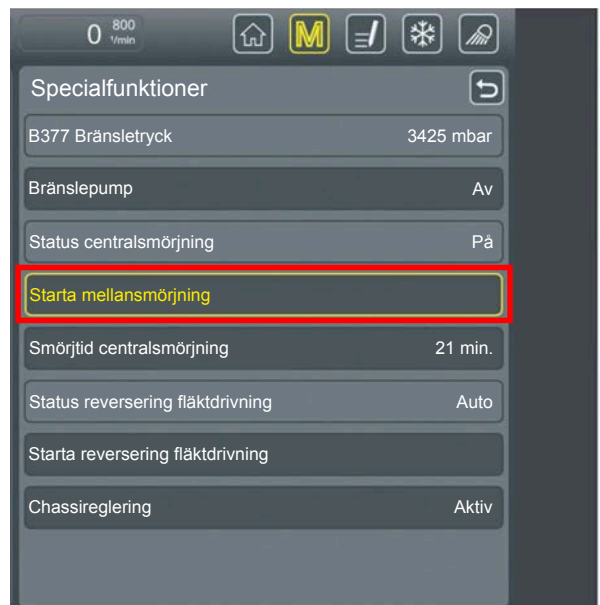 0 800 1/min M
Specialfunktioner
B377 Bränsletryck 3425 mbar
Bränslepump Av
Status centralsmörjning På
Starta mellansmörjning
Smörjtid centralsmörjning 21 min.
Status reversering fläktdrivning Auto
Starta reversering fläktdrivning
Chassireglering Aktiv